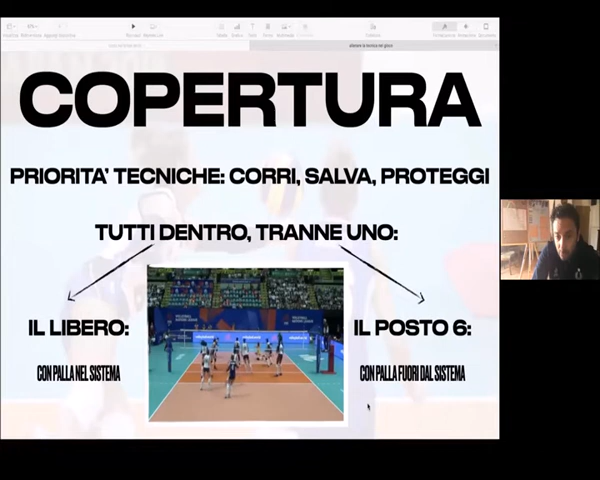 COPERTURA
PRIORITA' TECNICHE: CORRI, SALVA, PROTEGGI
TUTTI DENTRO, TRANNE UNO:
IL LIBERO:
IL POSTO 6:
CON PALLA NEL SISTEMA
CON PALLA FUORI DAL SISTEMA